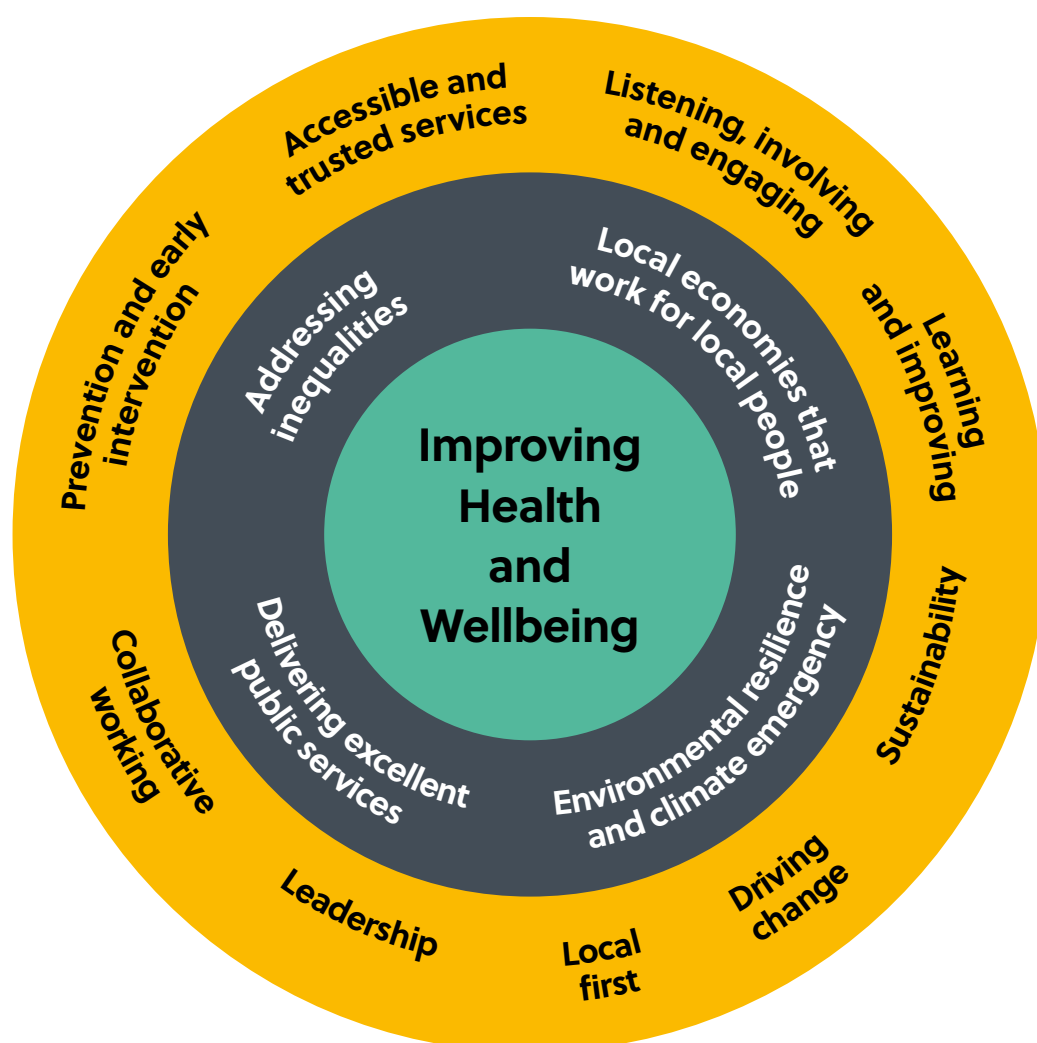 Accessible and
trusted services
Listening, involving
and engaging
Learning
and improving
Sustainability
Driving
change
Local
first
Leadership
Collaborative
working
Prevention and early
intervention
Addressing
inequalities
Local economies that
work for local people
Environmental resilience
and climate emergency
Delivering excellent
public services
Improving
Health
and
Wellbeing